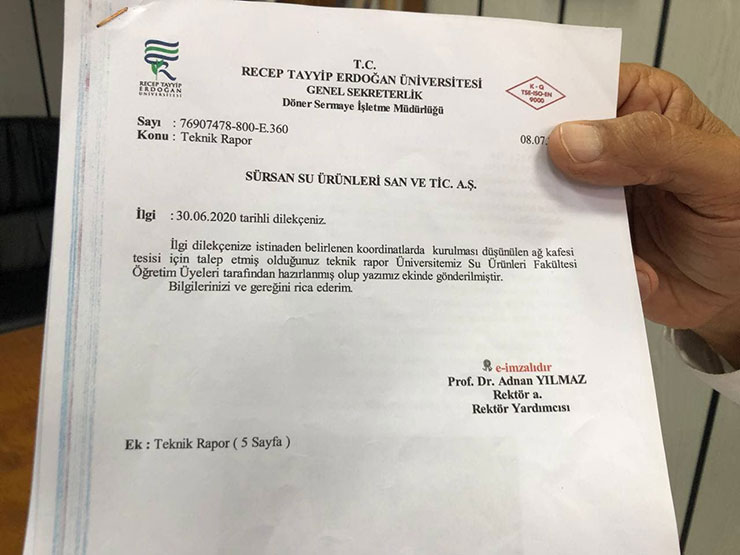 RECEP TAYYİP
ERDOĞAN
ÜNİVERSİTESİ
T.C.
RECEP TAYYİP ERDOĞAN ÜNİVERSİTESİ
GENEL SEKRETERLİK
Döner Sermaye İşletme Müdürlüğü
K - Q
TSE-ISO-EN
9000
Sayı : 76907478-800-E.360
Konu : Teknik Rapor
08.07.
SÜRSAN SU ÜRÜNLERİ SAN VE TİC. A.Ş.
İlgi : 30.06.2020 tarihli dilekçeniz.
İlgi dilekçenize istinaden belirlenen koordinatlarda kurulması düşünülen ağ kafesi
tesisi için talep etmiş olduğunuz teknik rapor Üniversitemiz Su Ürünleri Fakültesi
Öğretim Üyeleri tarafından hazırlanmış olup yazımız ekinde gönderilmiştir.
Bilgilerinizi ve gereğini rica ederim.
e-imzalıdır
Prof. Dr. Adnan YILMAZ
Rektör a.
Rektör Yardımcısı
Ek : Teknik Rapor ( 5 Sayfa )